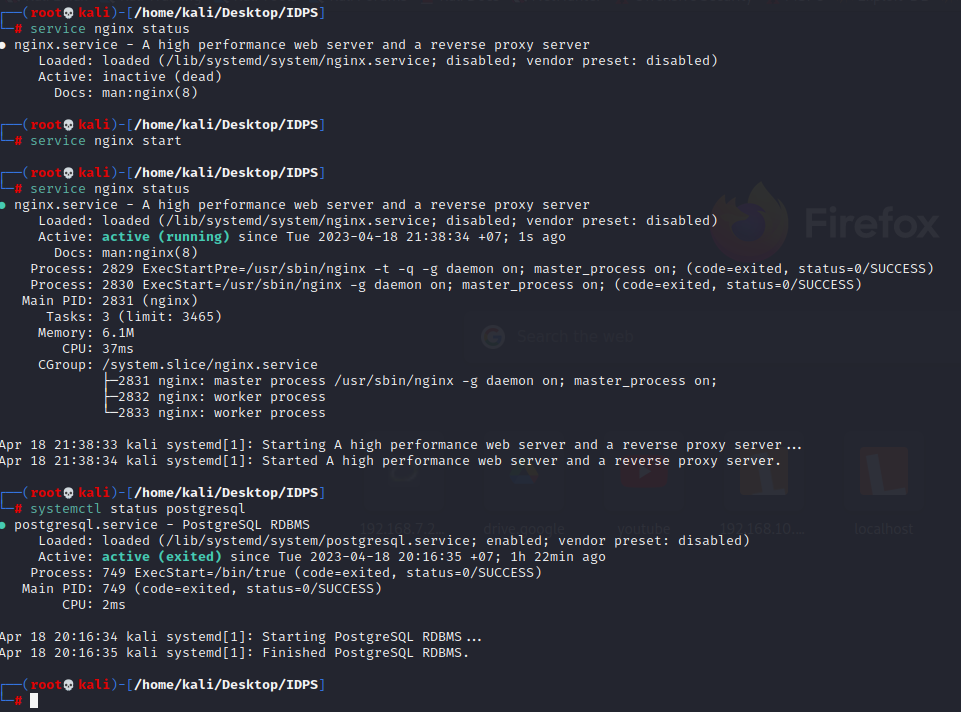 ┌──(root💀kali)-[/home/kali/Desktop/IDPS]
└─# service nginx status
● nginx.service - A high performance web server and a reverse proxy server
     Loaded: loaded (/lib/systemd/system/nginx.service; disabled; vendor preset: disabled)
     Active: inactive (dead)
       Docs: man:nginx(8)
┌──(root💀kali)-[/home/kali/Desktop/IDPS]
└─# service nginx start
┌──(root💀kali)-[/home/kali/Desktop/IDPS]
└─# service nginx status
● nginx.service - A high performance web server and a reverse proxy server
     Loaded: loaded (/lib/systemd/system/nginx.service; disabled; vendor preset: disabled)
     Active: active (running) since Tue 2023-04-18 21:38:34 +07; 1s ago
       Docs: man:nginx(8)
    Process: 2829 ExecStartPre=/usr/sbin/nginx -t -q -g daemon on; master_process on; (code=exited, status=0/SUCCESS)
    Process: 2830 ExecStart=/usr/sbin/nginx -g daemon on; master_process on; (code=exited, status=0/SUCCESS)
   Main PID: 2831 (nginx)
      Tasks: 3 (limit: 3465)
     Memory: 6.1M
        CPU: 37ms
     CGroup: /system.slice/nginx.service
             ├─2831 nginx: master process /usr/sbin/nginx -g daemon on; master_process on;
             ├─2832 nginx: worker process
             └─2833 nginx: worker process
Apr 18 21:38:33 kali systemd[1]: Starting A high performance web server and a reverse proxy server...
Apr 18 21:38:34 kali systemd[1]: Started A high performance web server and a reverse proxy server.
┌──(root💀kali)-[/home/kali/Desktop/IDPS]
└─# systemctl status postgresql
● postgresql.service - PostgreSQL RDBMS
     Loaded: loaded (/lib/systemd/system/postgresql.service; enabled; vendor preset: disabled)
     Active: active (exited) since Tue 2023-04-18 20:16:35 +07; 1h 22min ago
    Process: 749 ExecStart=/bin/true (code=exited, status=0/SUCCESS)
   Main PID: 749 (code=exited, status=0/SUCCESS)
        CPU: 2ms
Apr 18 20:16:34 kali systemd[1]: Starting PostgreSQL RDBMS...
Apr 18 20:16:35 kali systemd[1]: Finished PostgreSQL RDBMS.
┌──(root💀kali)-[/home/kali/Desktop/IDPS]
└─#
Firefox
Search the web
192.168.7.2...
drive.google
youtube
192.168.10....
localhost